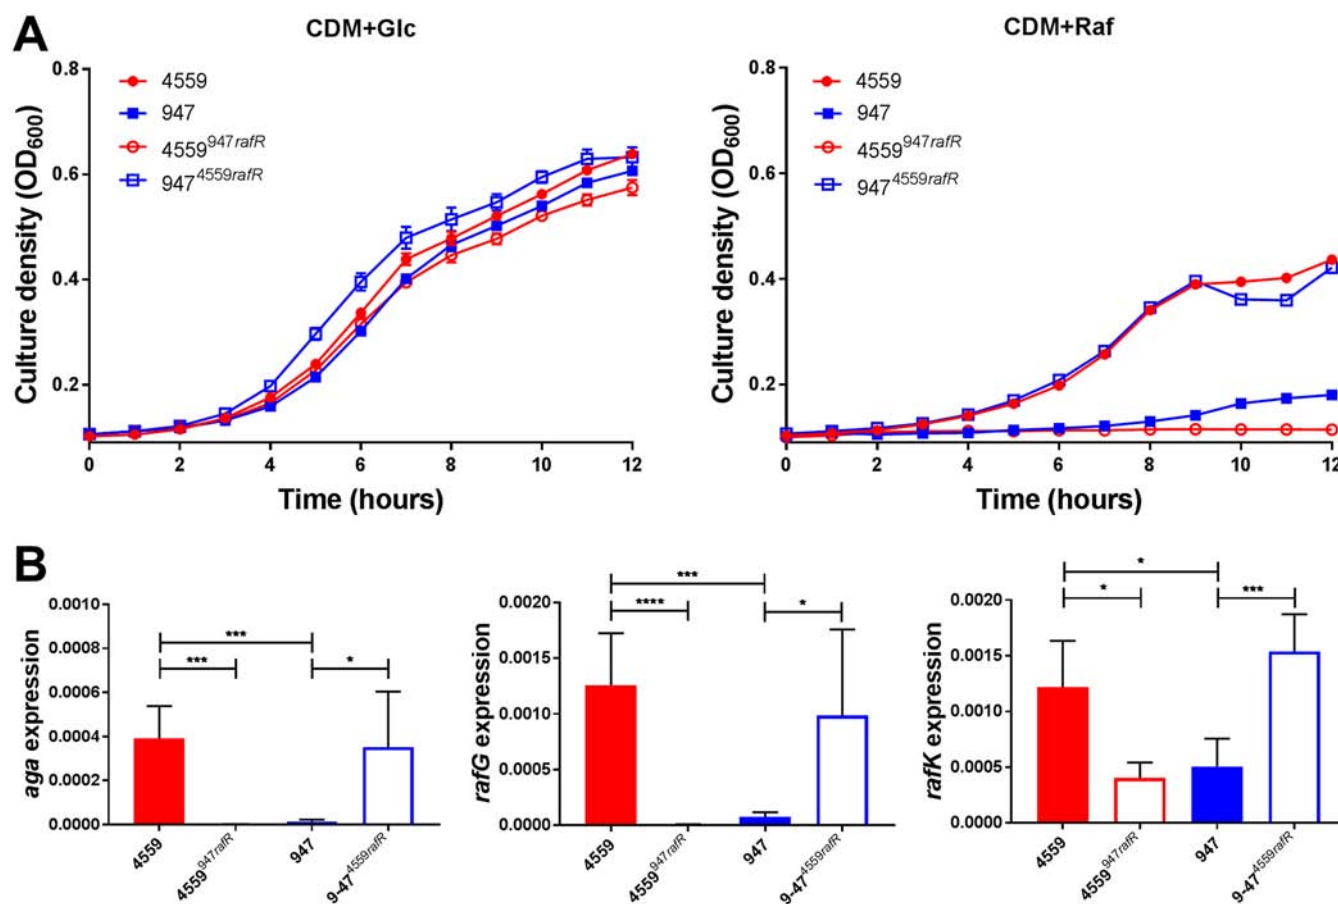 A
CDM+Glc
Culture density (OD600)
0.8
0.6
0.4
0.2
4559
947
4559947rafR
9474559rafR
0 2 4 6 8 10 12
Time (hours)
CDM+Raf
Culture density (OD600)
0.8
0.6
0.4
0.2
4559
947
4559947rafR
9474559rafR
0 2 4 6 8 10 12
Time (hours)
B
aga expression
0.0010
0.0008
0.0006
0.0004
0.0002
0.0000
***
***
*
4559
4559947rafR
947
9-474559rafR
rafG expression
0.0020
0.0015
0.0010
0.0005
0.0000
***
****
*
4559
4559947rafR
947
9-474559rafR
rafK expression
0.0020
0.0015
0.0010
0.0005
0.0000
*
*
***
4559
4559947rafR
947
9-474559rafR